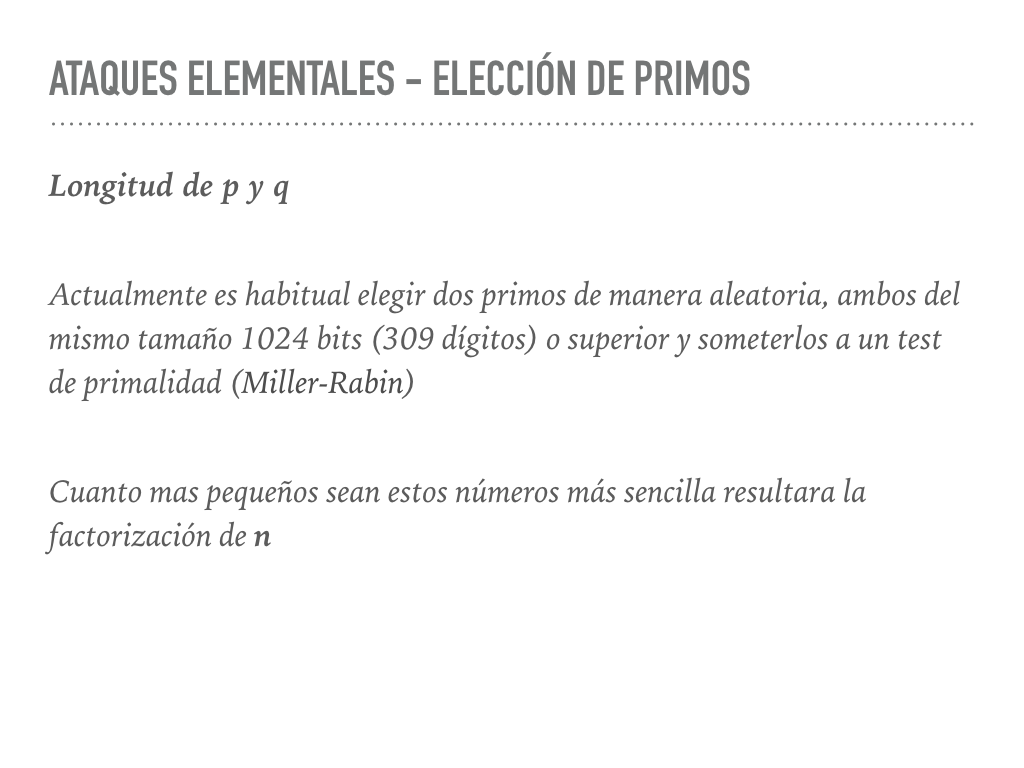 ATAQUES ELEMENTALES - ELECCIÓN DE PRIMOS
Longitud de p y q
Actualmente es habitual elegir dos primos de manera aleatoria, ambos del
mismo tamaño 1024 bits (309 dígitos) o superior y someterlos a un test
de primalidad (Miller-Rabin)
Cuanto mas pequeños sean estos números más sencilla resultara la
factorización de n